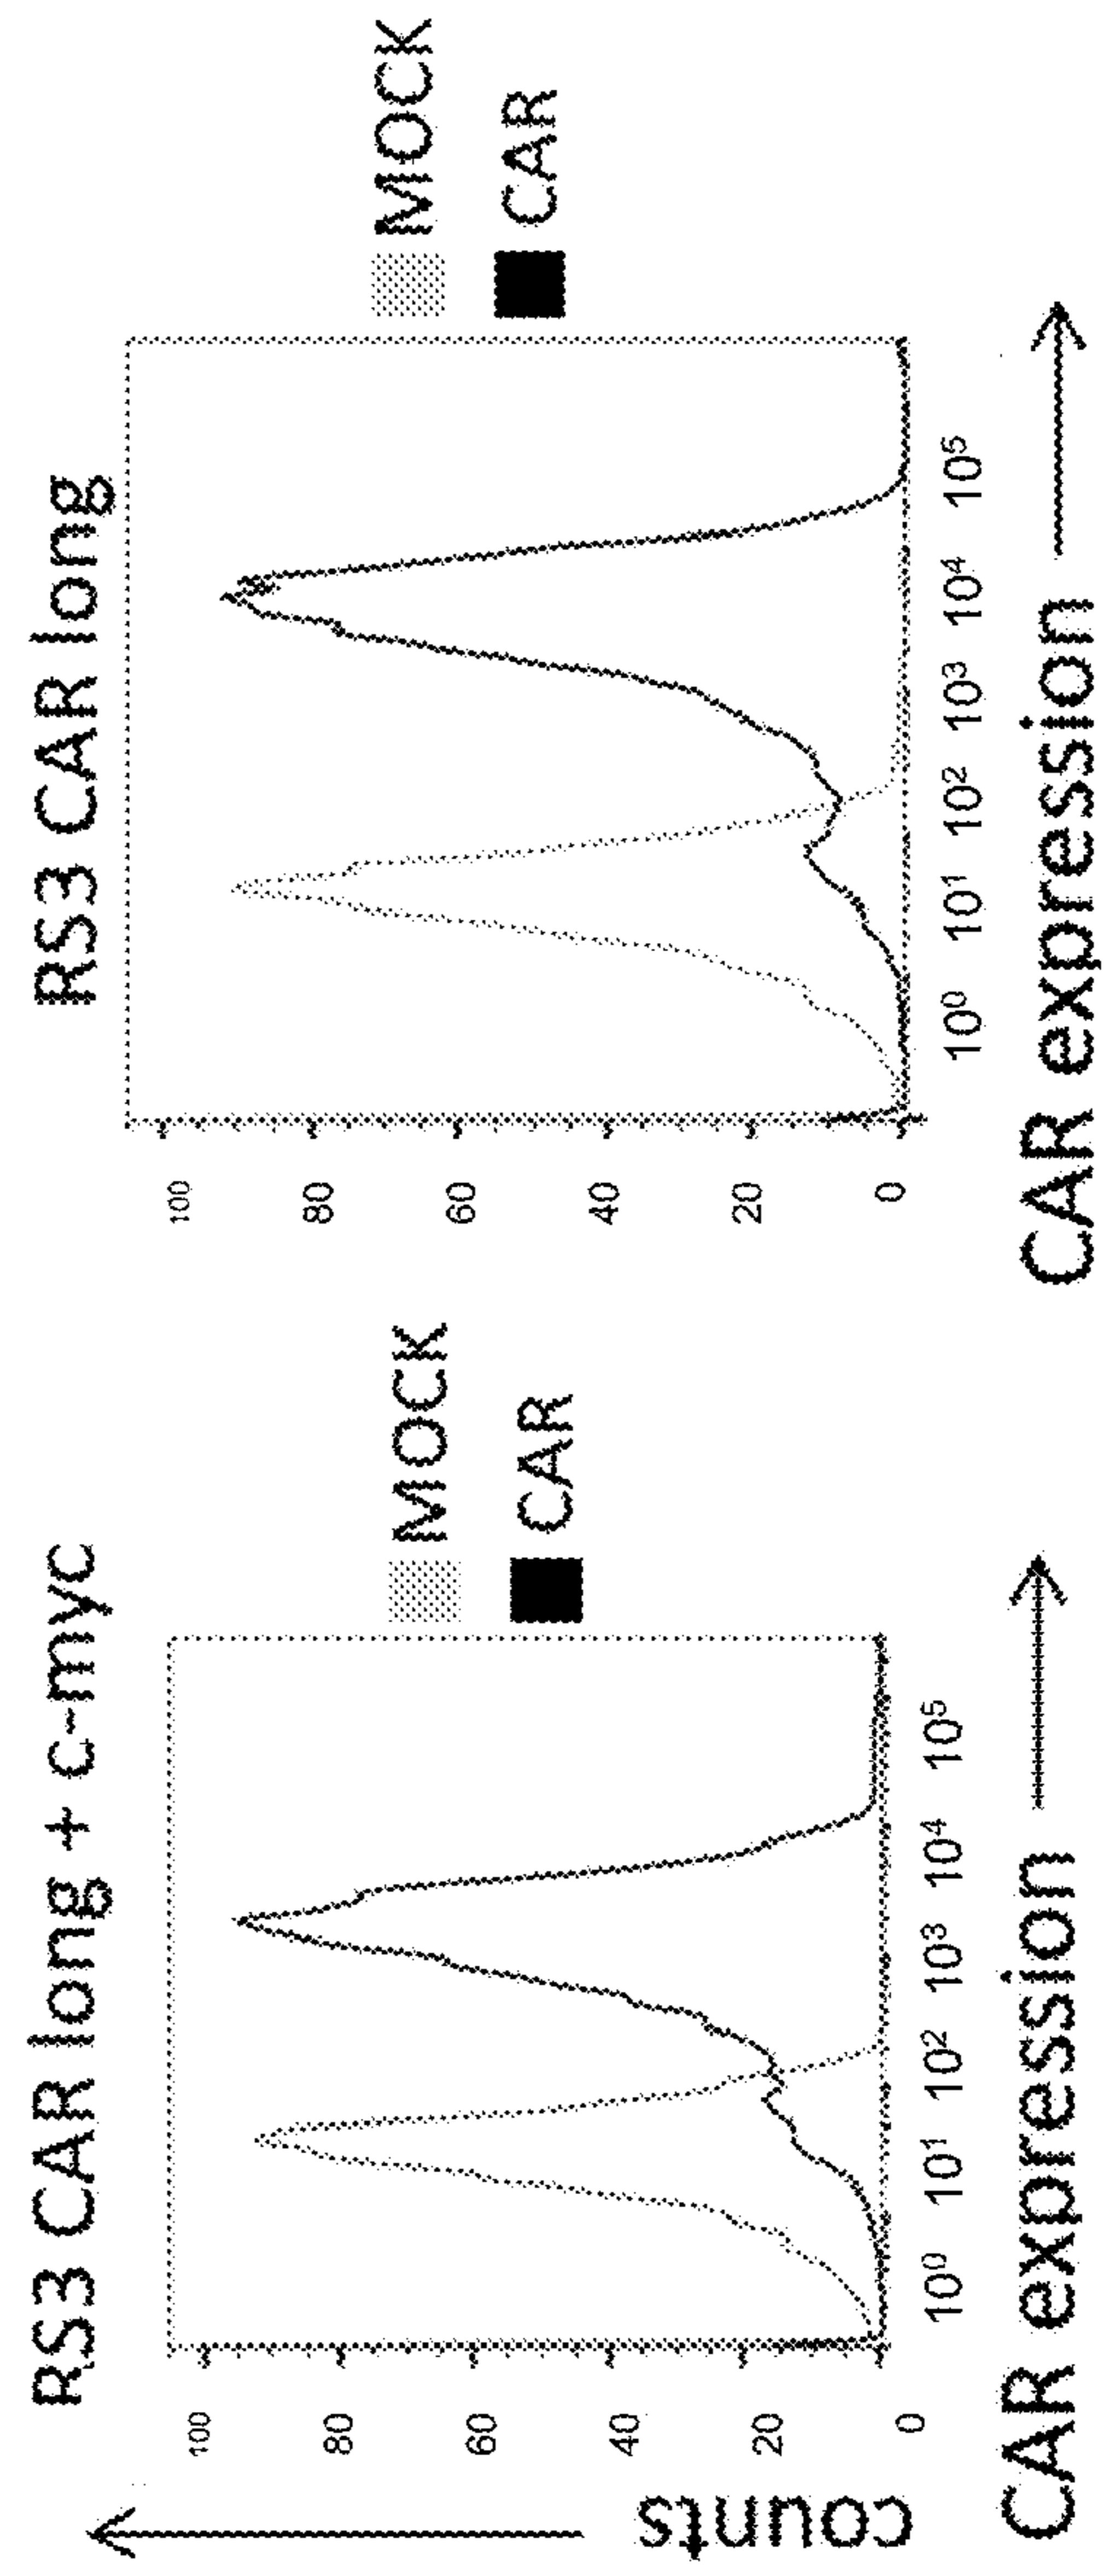 RS3 CAR long + c-myc
MOCK
CAR
counts
100
80
60
40
20
0
10⁰ 10¹ 10² 10³ 10⁴ 10⁵
CAR expression
RS3 CAR long
MOCK
CAR
100
80
60
40
20
0
10⁰ 10¹ 10² 10³ 10⁴ 10⁵
CAR expression